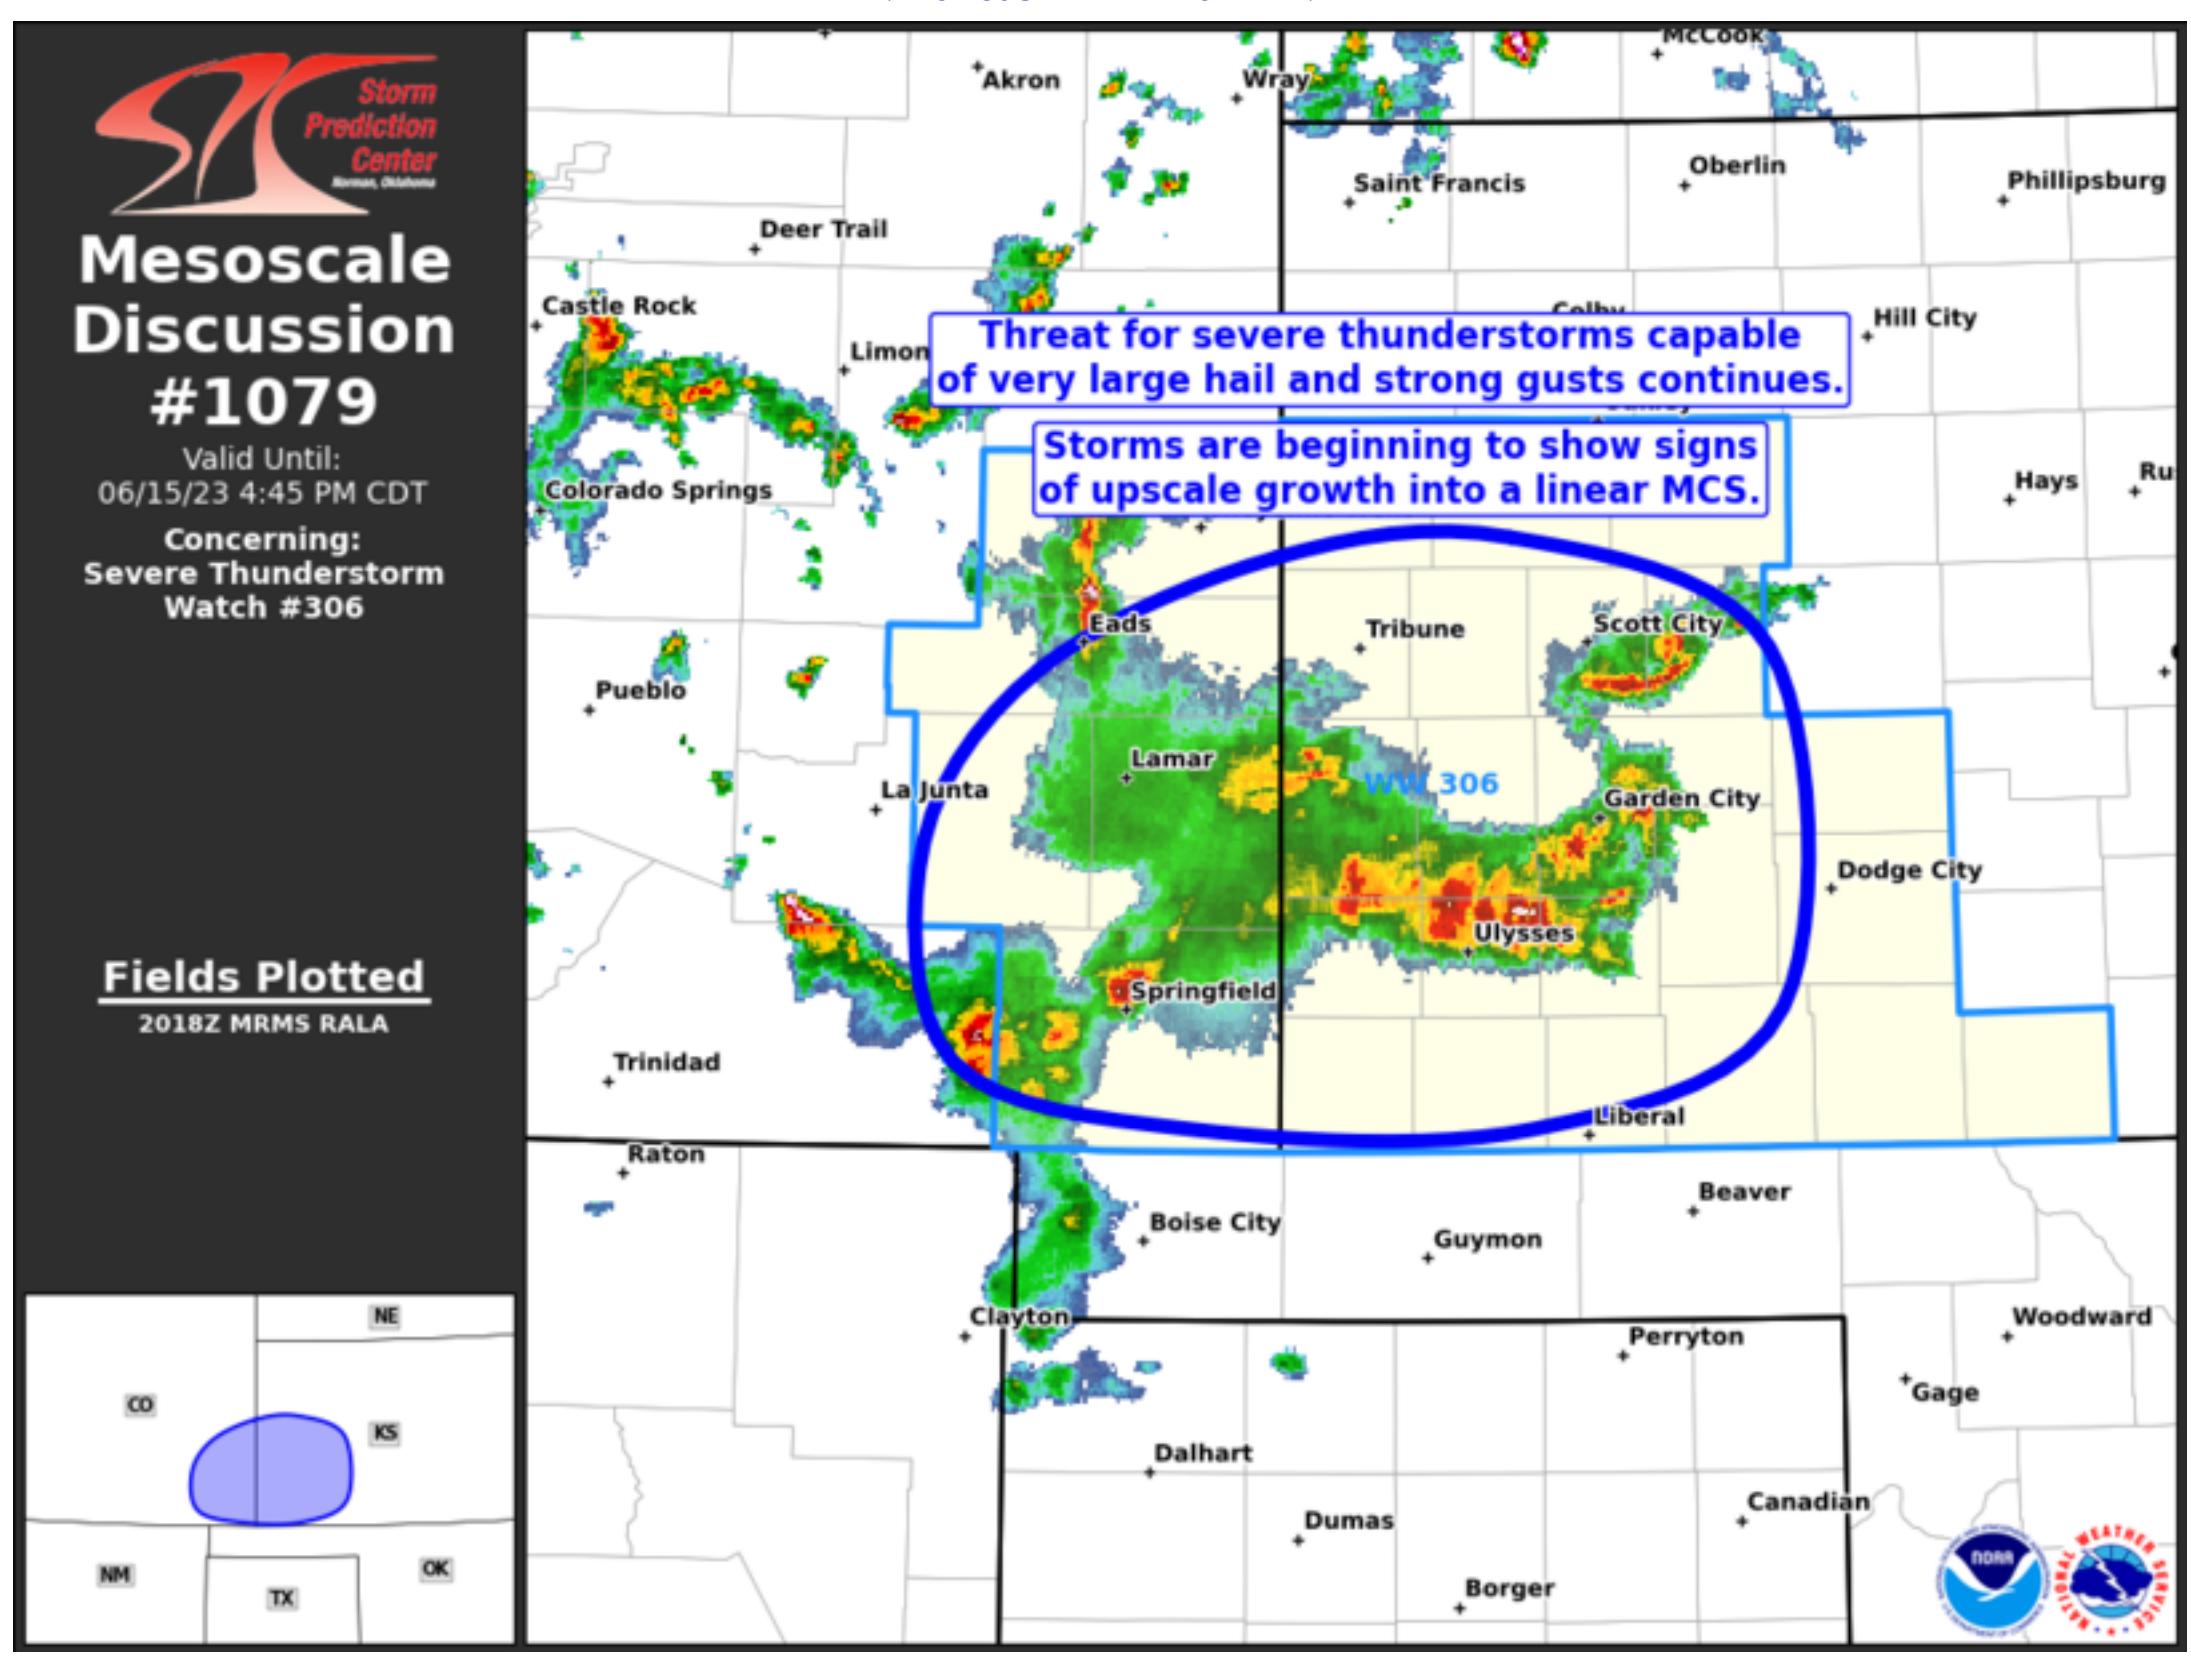 Storm
Prediction
Center
Norman, Oklahoma
Mesoscale
Discussion
#1079
Valid Until:
06/15/23 4:45 PM CDT
Concerning:
Severe Thunderstorm
Watch #306
Fields Plotted
2018Z MRMS RALA
NE
CO
KS
NM
OK
TX
McCook
Akron
Wray
Oberlin
Saint Francis
Phillipsburg
Deer Trail
Castle Rock
Colby
Hill City
Threat for severe thunderstorms capable
of very large hail and strong gusts continues.
Limon
Storms are beginning to show signs
of upscale growth into a linear MCS.
Hays
Ru
Colorado Springs
Eads
Tribune
Scott City
Pueblo
Lamar
WW 306
La Junta
Garden City
Dodge City
Ulysses
Springfield
Trinidad
Liberal
Raton
Beaver
Boise City
Guymon
Clayton
Woodward
Perryton
Gage
Dalhart
Canadian
Dumas
Borger
NOAA
NATIONAL WEATHER SERVICE